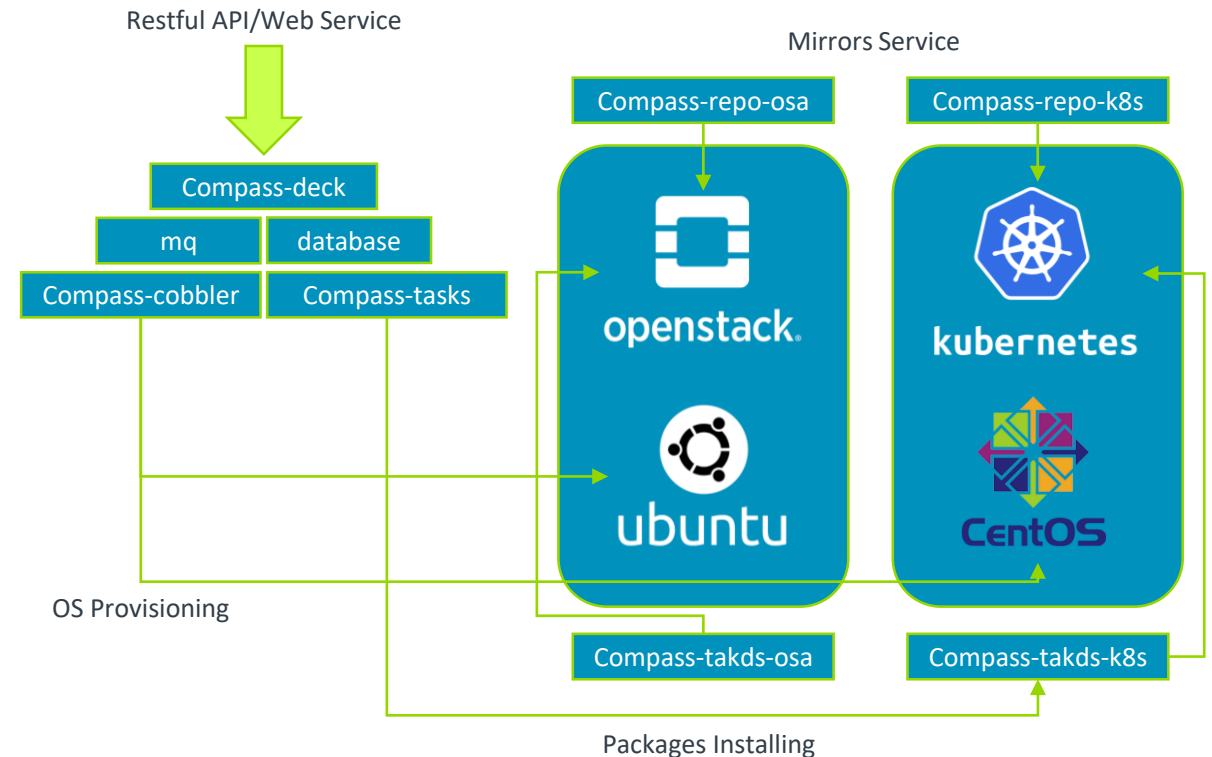 Restful API/Web Service
Mirrors Service
Compass-repo-osa
Compass-repo-k8s
Compass-deck
mq
database
Compass-cobbler
Compass-tasks
openstack.
kubernetes
ubuntu
CentOS
OS Provisioning
Compass-takds-osa
Compass-takds-k8s
Packages Installing